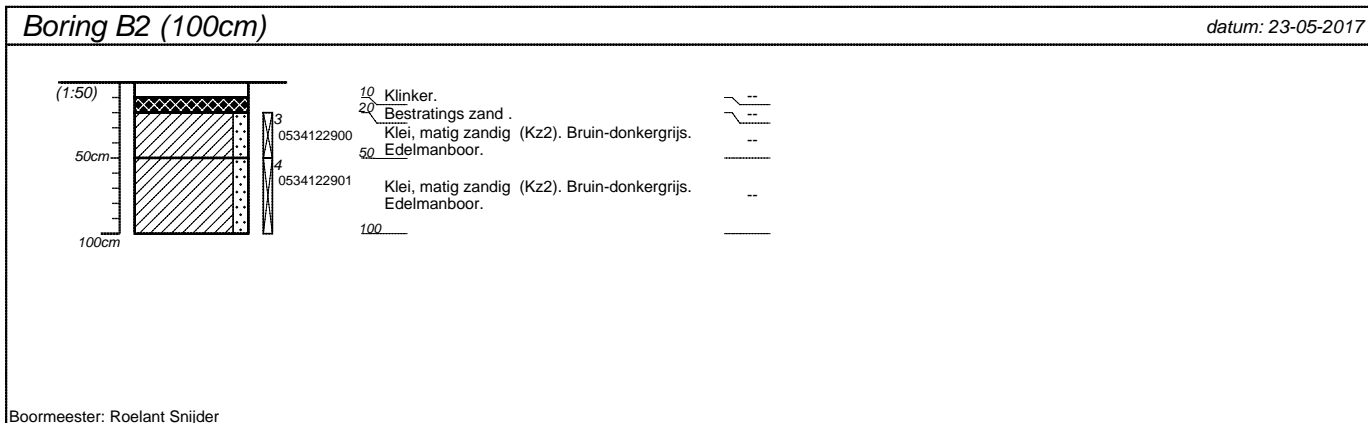 Boring B2 (100cm)
datum: 23-05-2017
(1:50)
50cm
100cm
3
0534122900
4
0534122901
10 Klinker. --
20 Bestratings zand . --
Klei, matig zandig (Kz2). Bruin-donkergrijs. --
50 Edelmanboor.
Klei, matig zandig (Kz2). Bruin-donkergrijs. --
Edelmanboor.
100
Boormeester: Roelant Snijder